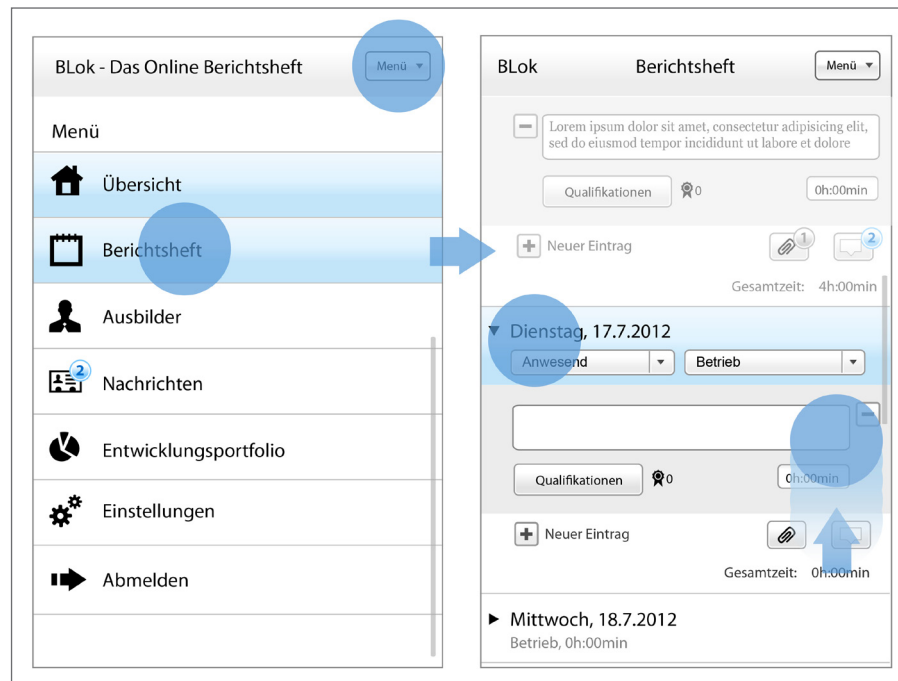 BLok - Das Online Berichtsheft
Menü
Menü
Übersicht
Berichtsheft
Ausbilder
2
Nachrichten
Entwicklungsportfolio
Einstellungen
Abmelden
BLok
Berichtsheft
Menü
Lorem ipsum dolor sit amet, consectetur adipisicing elit,
sed do eiusmod tempor incididunt ut labore et dolore
Qualifikationen
0
0h:00min
Neuer Eintrag
1
2
Gesamtzeit: 4h:00min
Dienstag, 17.7.2012
Anwesend
Betrieb
Qualifikationen
0
0h:00min
Neuer Eintrag
Gesamtzeit: 0h:00min
Mittwoch, 18.7.2012
Betrieb, 0h:00min